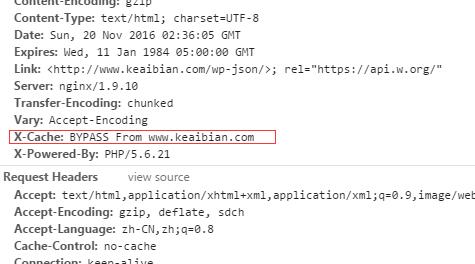 Content-Encoding: gzip
Content-Type: text/html; charset=UTF-8
Date: Sun, 20 Nov 2016 02:36:05 GMT
Expires: Wed, 11 Jan 1984 05:00:00 GMT
Link: <http://www.keaibian.com/wp-json/>; rel="https://api.w.org/"
Server: nginx/1.9.10
Transfer-Encoding: chunked
Vary: Accept-Encoding
X-Cache: BYPASS From www.keaibian.com
X-Powered-By: PHP/5.6.21
Request Headers view source
Accept: text/html,application/xhtml+xml,application/xml;q=0.9,image/web
Accept-Encoding: gzip, deflate, sdch
Accept-Language: zh-CN,zh;q=0.8
Cache-Control: no-cache
Connection: keep-alive